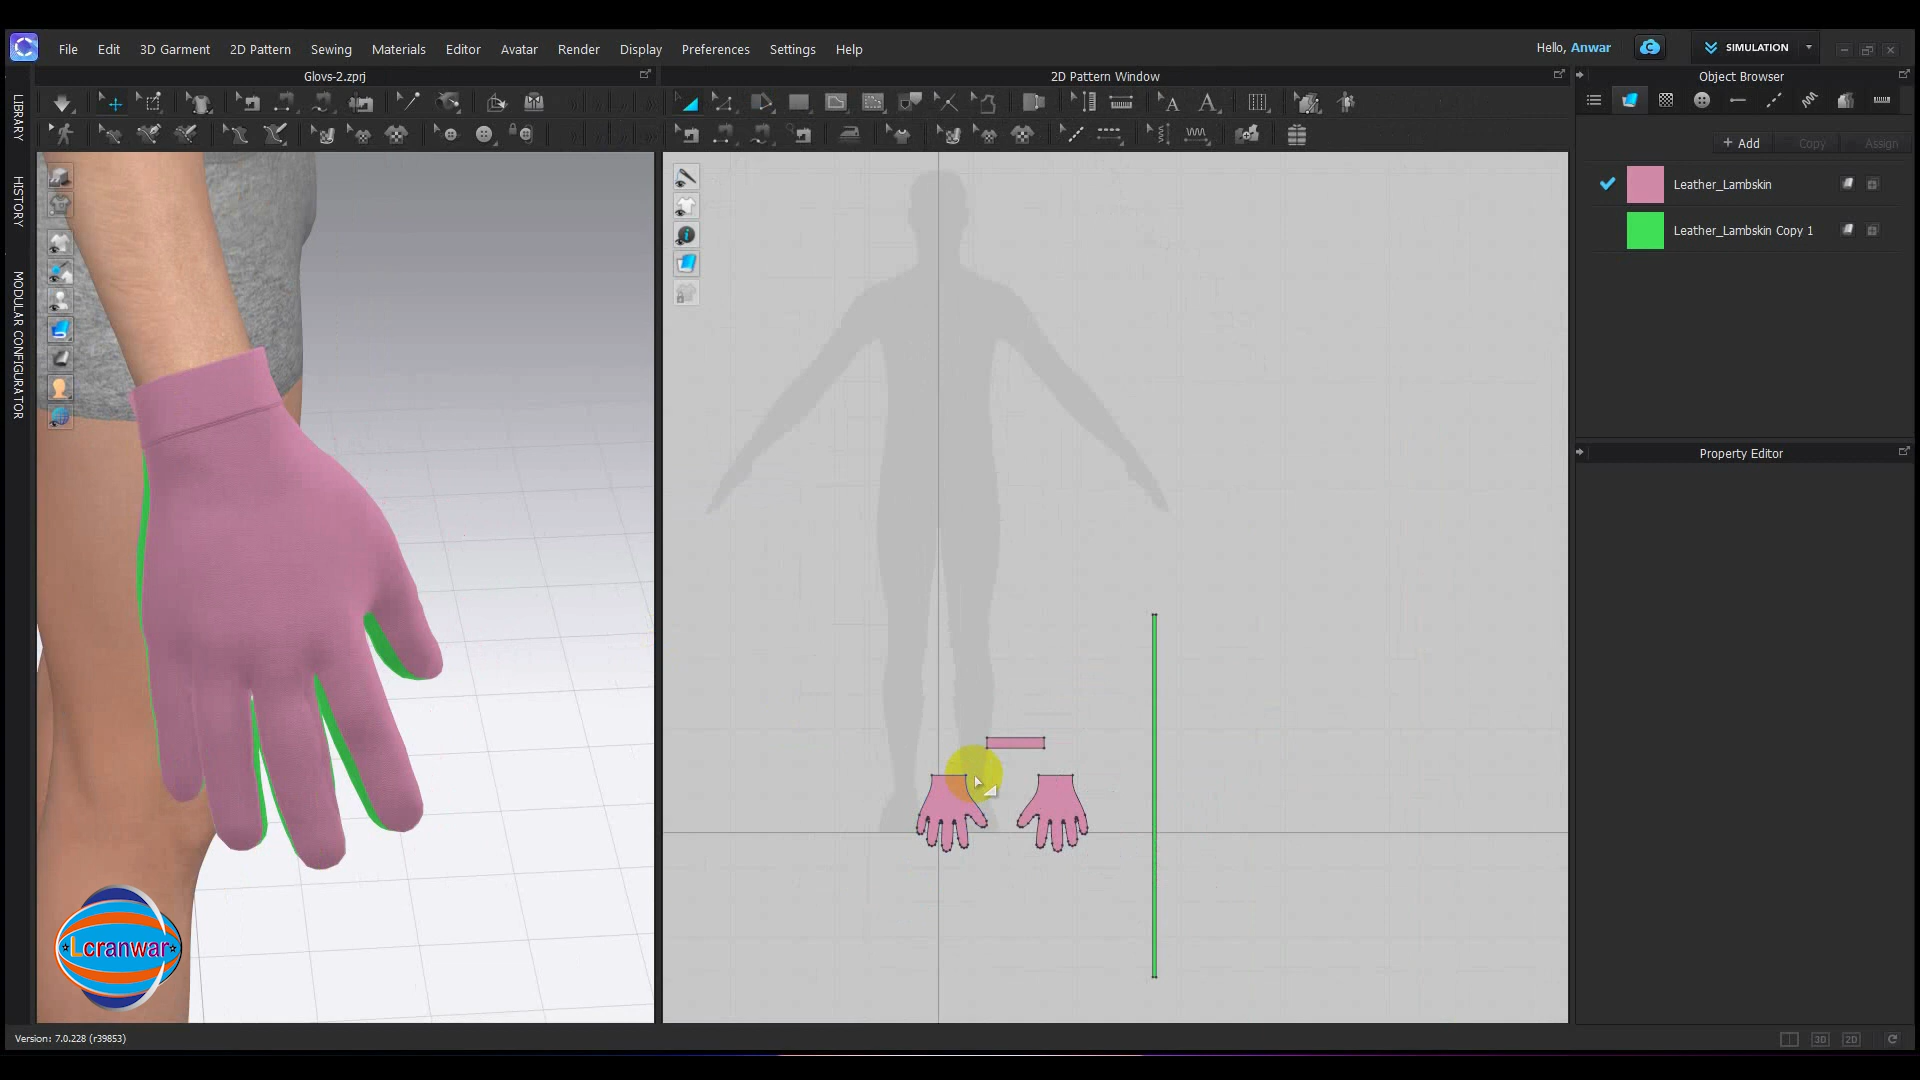 File Edit 3D Garment 2D Pattern Sewing Materials Editor Avatar Render Display Preferences Settings Help
Hello, Anwar
SIMULATION
Glovs-2.zprj
2D Pattern Window
Object Browser
LIBRARY
HISTORY
MODULAR CONFIGURATOR
+ Add Copy Assign
Leather_Lambskin
Leather_Lambskin Copy 1
Property Editor
Lcranwar
Version: 7.0.228 (r39853)
3D 2D